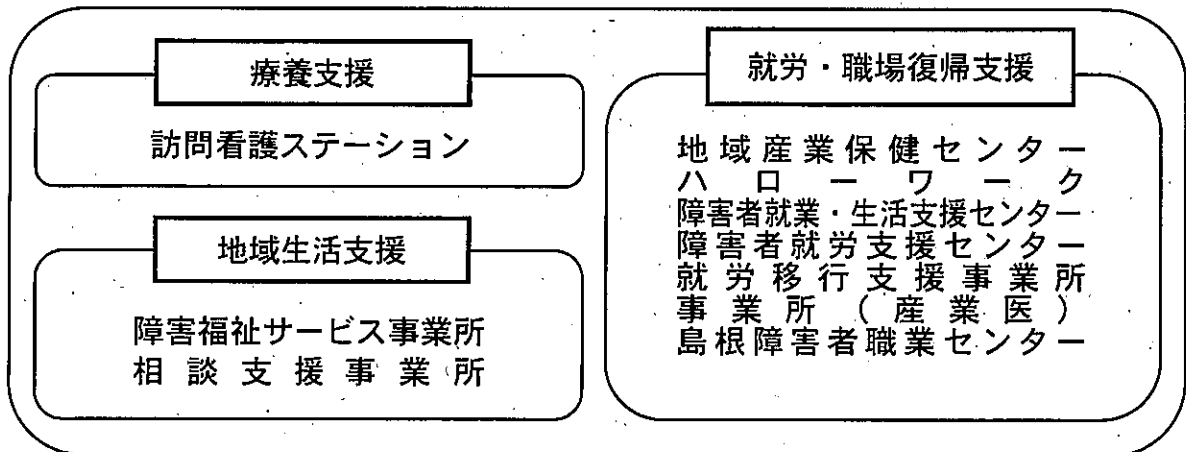 療養支援
訪問看護ステーション
地域生活支援
障害福祉サービス事業所
相談支援事業所
就労・職場復帰支援
地域産業保健センター
ハローワーク
障害者就業・生活支援センター
障害者就労支援センター
就労移行支援事業所
事業所(産業医)
島根障害者職業センター